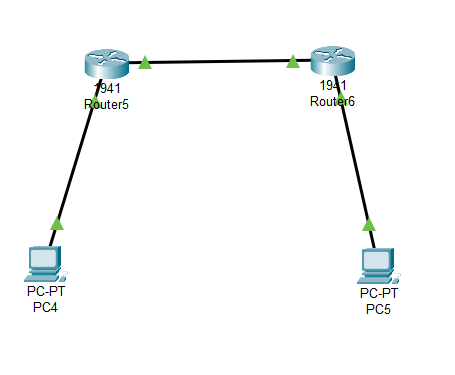 1941
Router5
1941
Router6
PC-PT
PC4
PC-PT
PC5